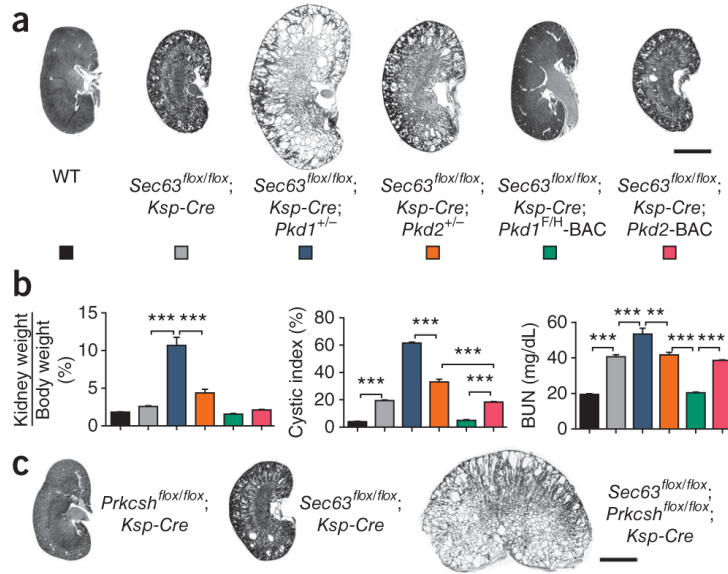 a
WT
Sec63flox/flox;
Ksp-Cre
Sec63flox/flox;
Ksp-Cre;
Pkd1+/–
Sec63flox/flox;
Ksp-Cre;
Pkd2+/–
Sec63flox/flox;
Ksp-Cre;
Pkd1F/H-BAC
Sec63flox/flox;
Ksp-Cre;
Pkd2-BAC
b
Kidney weight
Body weight
(%)
15
10
5
0
*** ***
Cystic index (%)
80
60
40
20
0
***
***
***
***
BUN (mg/dL)
60
40
20
0
***
*** **
*** ***
c
Prkcshflox/flox;
Ksp-Cre
Sec63flox/flox;
Ksp-Cre
Sec63flox/flox;
Prkcshflox/flox;
Ksp-Cre